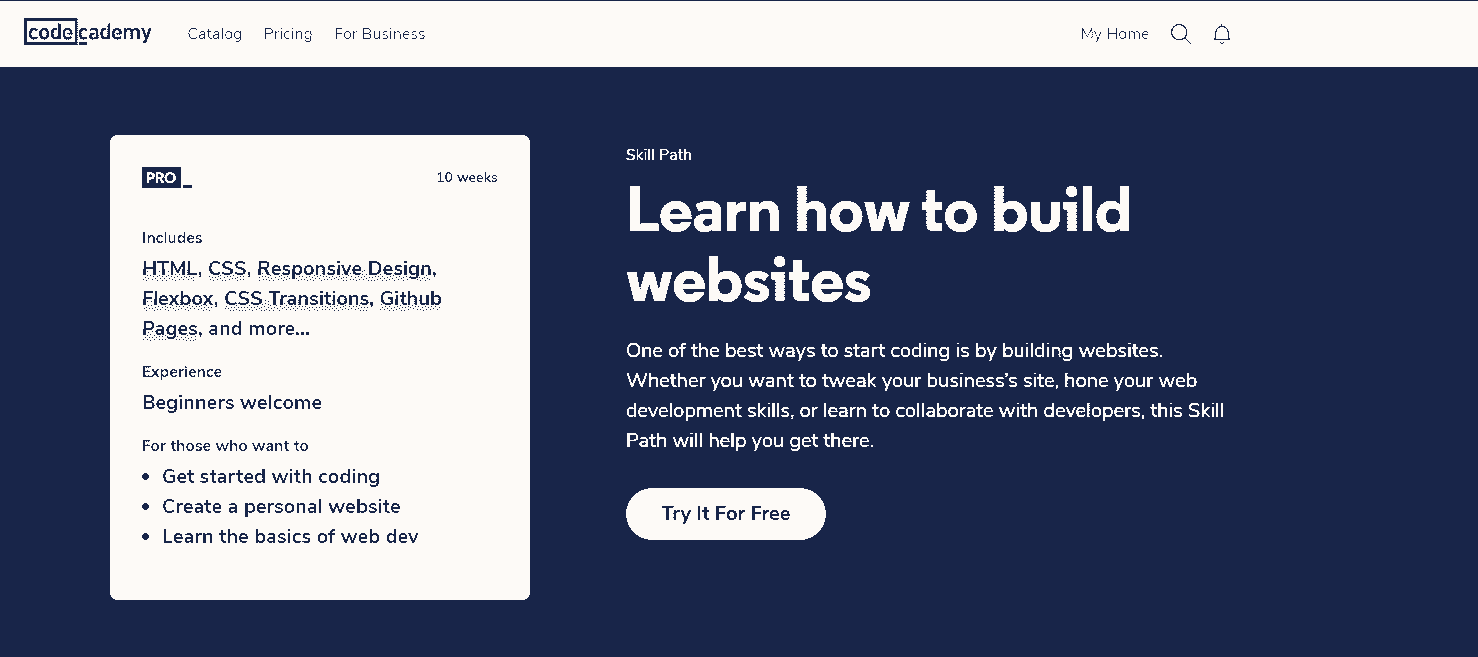 codecademy Catalog Pricing For Business My Home
PRO_ 10 weeks
Includes
HTML, CSS, Responsive Design,
Flexbox, CSS Transitions, Github
Pages, and more...
Experience
Beginners welcome
For those who want to
• Get started with coding
• Create a personal website
• Learn the basics of web dev
Skill Path
Learn how to build
websites
One of the best ways to start coding is by building websites.
Whether you want to tweak your business's site, hone your web
development skills, or learn to collaborate with developers, this Skill
Path will help you get there.
Try It For Free